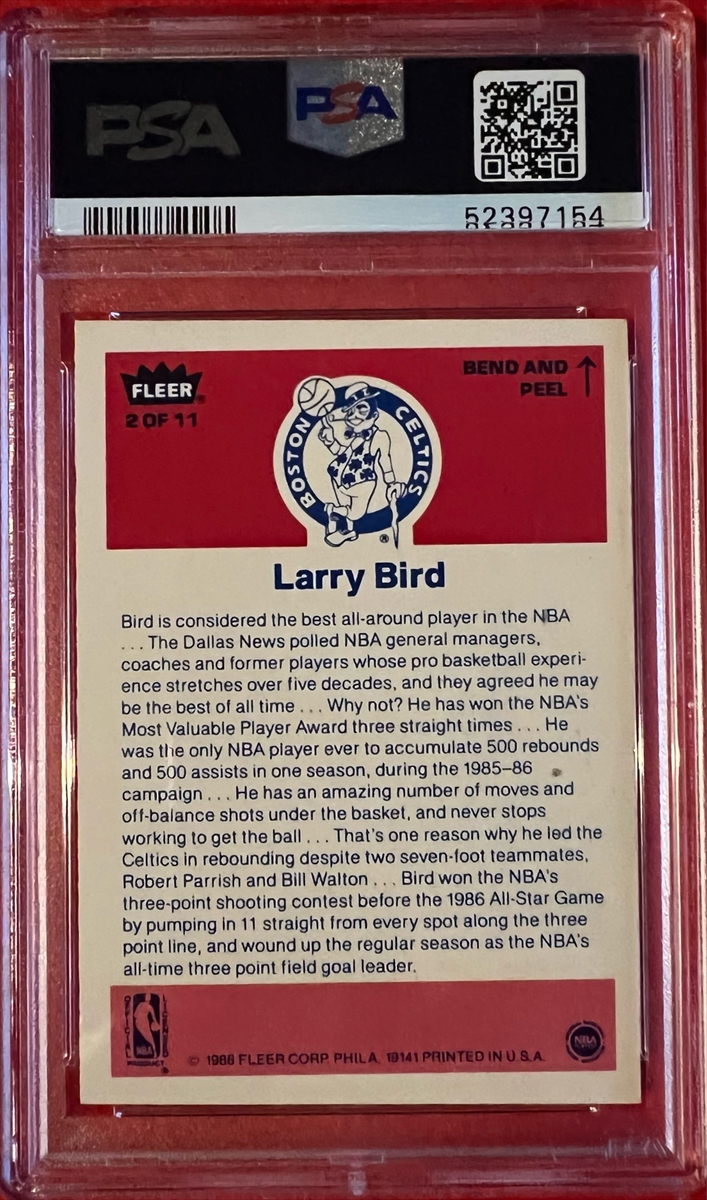 PSA
PSA
52397154
FLEER®
2 OF 11
BEND AND
PEEL
BOSTON CELTICS
®
Larry Bird
Bird is considered the best all-around player in the NBA
... The Dallas News polled NBA general managers,
coaches and former players whose pro basketball experi-
ence stretches over five decades, and they agreed he may
be the best of all time ... Why not? He has won the NBA's
Most Valuable Player Award three straight times ... He
was the only NBA player ever to accumulate 500 rebounds
and 500 assists in one season, during the 1985–86
campaign ... He has an amazing number of moves and
off-balance shots under the basket, and never stops
working to get the ball ... That's one reason why he led the
Celtics in rebounding despite two seven-foot teammates,
Robert Parrish and Bill Walton ... Bird won the NBA's
three-point shooting contest before the 1986 All-Star Game
by pumping in 11 straight from every spot along the three
point line, and wound up the regular season as the NBA's
all-time three point field goal leader.
OFFICIAL LICENSED
NBA
PRODUCT ®
© 1986 FLEER CORP. PHILA. 19141 PRINTED IN U.S.A.
NBA